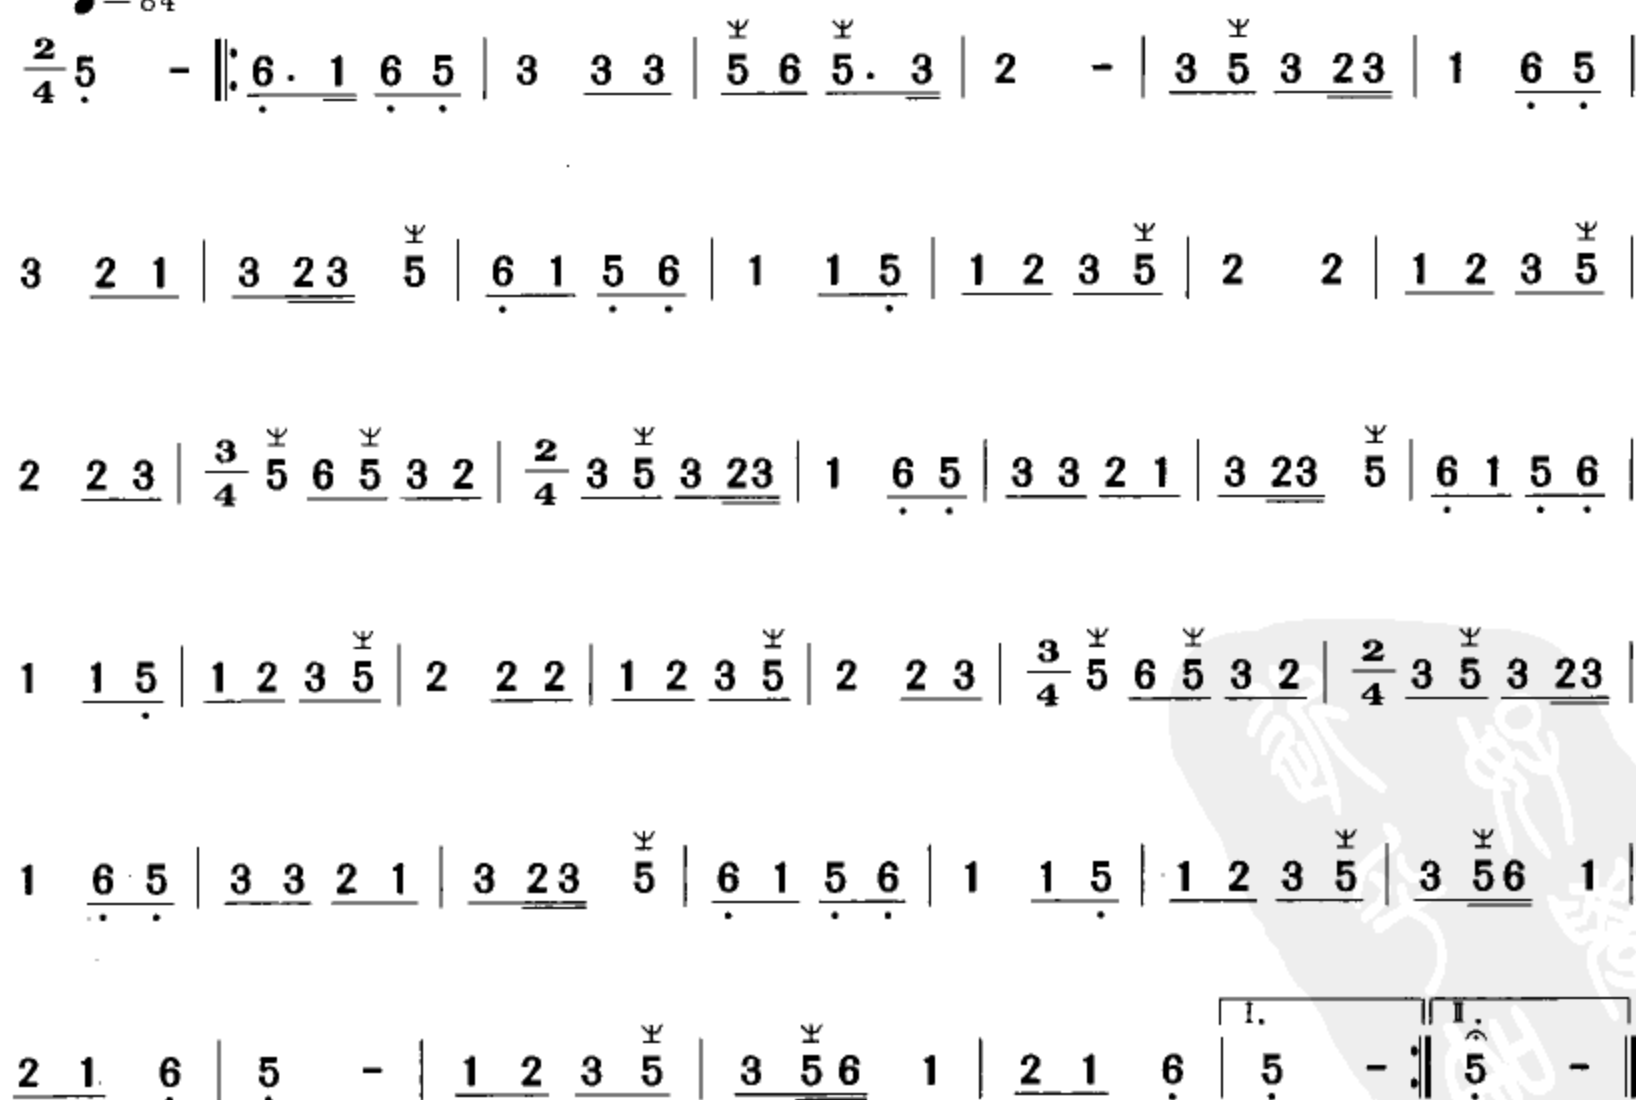 ♩=84
2/4 5̣ - ‖: 6̣. 1 6̣ 5̣ | 3 3 3 | 5 6 5. 3 | 2 - | 3 5 3 23 | 1 6̣ 5̣ |
3 2 1 | 3 23 5 | 6̣ 1 5̣ 6̣ | 1 1 5̣ | 1 2 3 5 | 2 2 | 1 2 3 5 |
2 2 3 | 3/4 5 6 5 3 2 | 2/4 3 5 3 23 | 1 6̣ 5̣ | 3 3 2 1 | 3 23 5 | 6̣ 1 5̣ 6̣ |
1 1 5̣ | 1 2 3 5 | 2 2 2 | 1 2 3 5 | 2 2 3 | 3/4 5 6 5 3 2 | 2/4 3 5 3 23 |
1 6̣ 5̣ | 3 3 2 1 | 3 23 5 | 6̣ 1 5̣ 6̣ | 1 1 5̣ | 1 2 3 5 | 3 56 1 |
I. II.
2 1 6̣ | 5̣ - | 1 2 3 5 | 3 56 1 | 2 1 6̣ | 5̣ - :‖ 5̣ - ‖